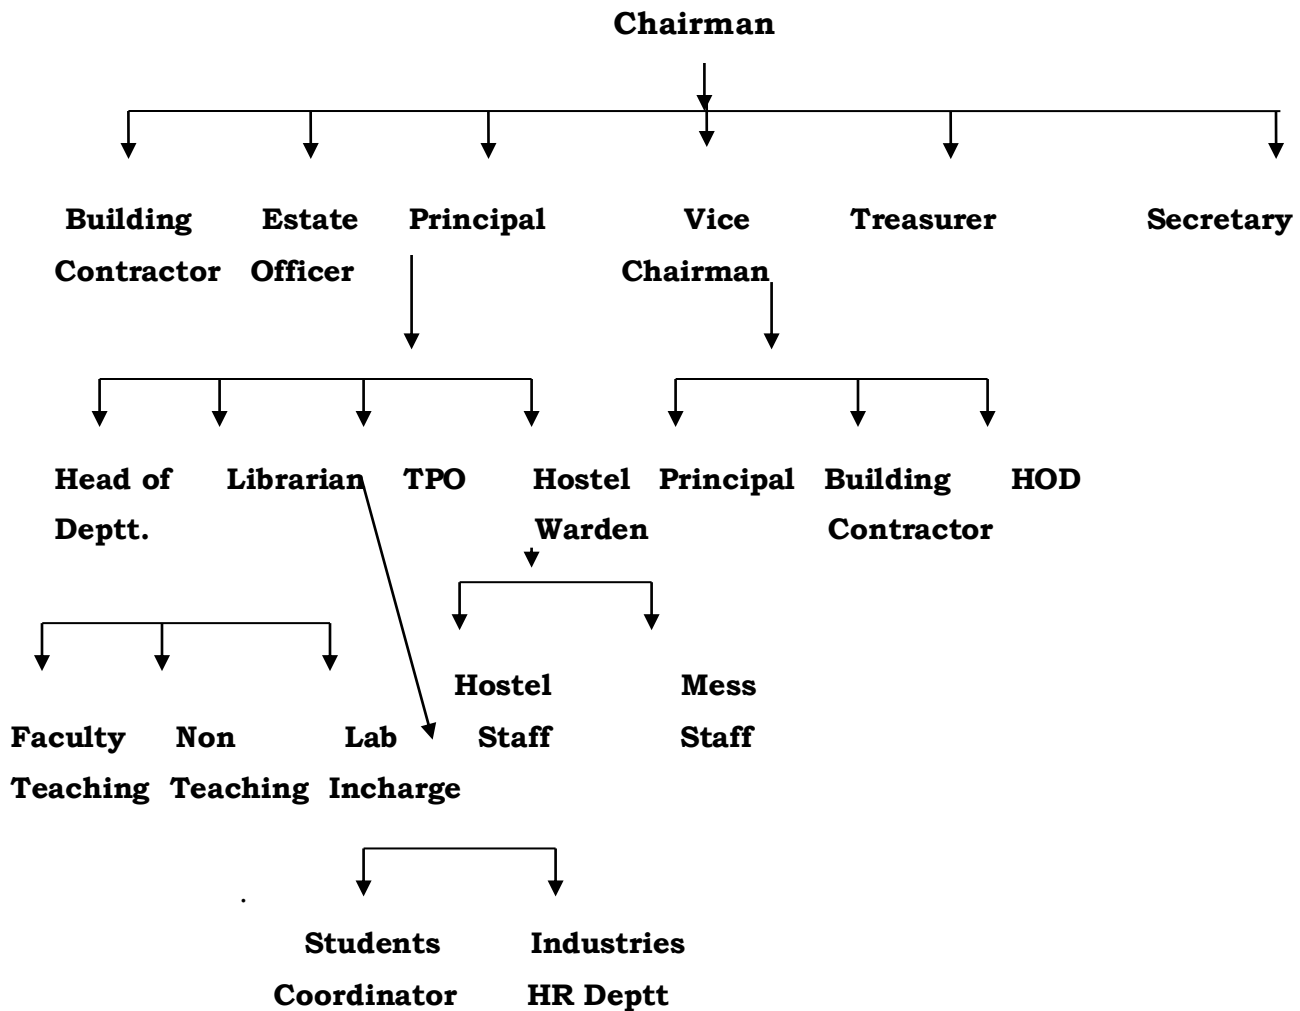 Chairman
Building Estate Principal Vice Treasurer Secretary
Contractor Officer Chairman
Head of Librarian TPO Hostel Principal Building HOD
Deptt. Warden Contractor
Hostel Mess
Faculty Non Lab Staff Staff
Teaching Teaching Incharge
.
Students Industries
Coordinator HR Deptt